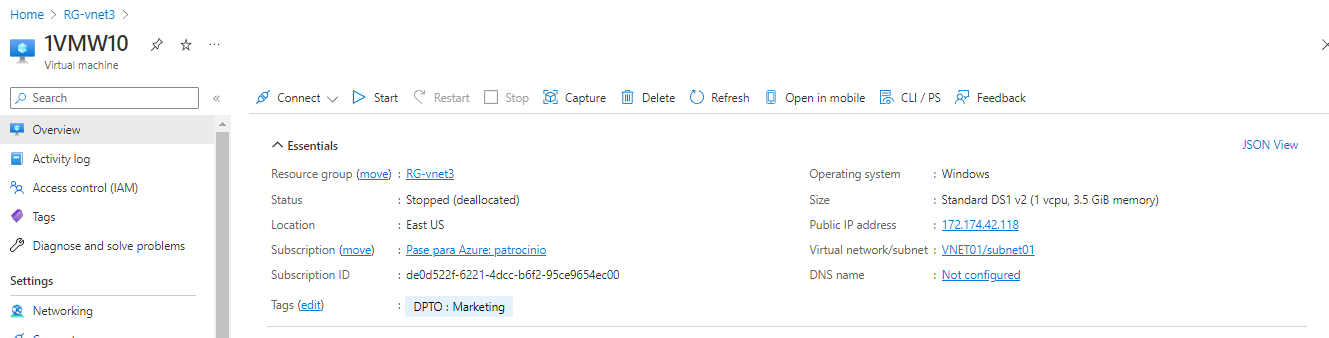 Home > RG-vnet3 >
1VMW10 ...
Virtual machine
Search «
Connect Start Restart Stop Capture Delete Refresh Open in mobile CLI / PS Feedback
Overview
Activity log
Access control (IAM)
Tags
Diagnose and solve problems
Settings
Networking
Essentials JSON View
Resource group (move) : RG-vnet3
Status : Stopped (deallocated)
Location : East US
Subscription (move) : Pase para Azure: patrocinio
Subscription ID : de0d522f-6221-4dcc-b6f2-95ce9654ec00
Tags (edit) : DPTO : Marketing
Operating system : Windows
Size : Standard DS1 v2 (1 vcpu, 3.5 GiB memory)
Public IP address : 172.174.42.118
Virtual network/subnet : VNET01/subnet01
DNS name : Not configured